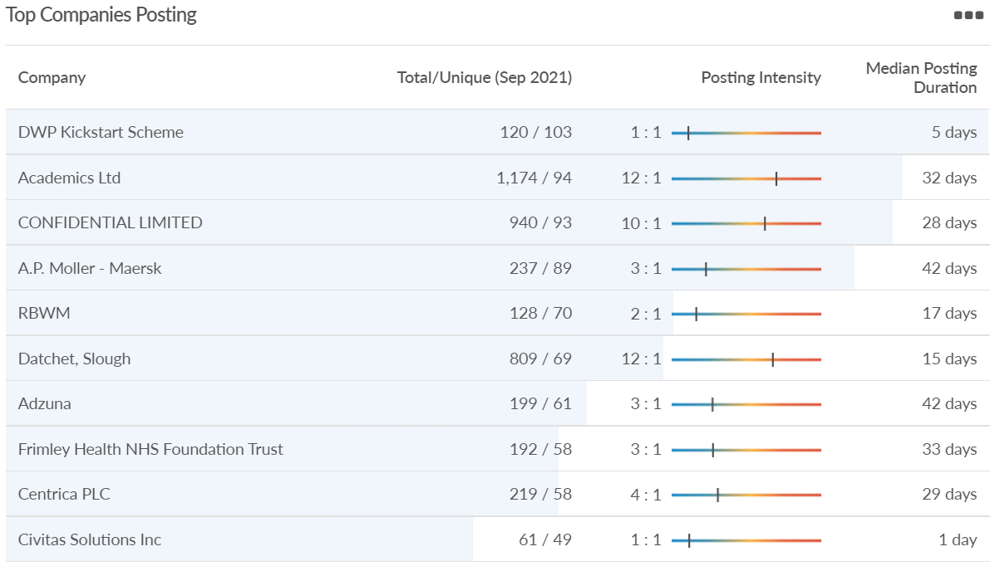 Top Companies Posting
Company Total/Unique (Sep 2021) Posting Intensity Median Posting
Duration
DWP Kickstart Scheme 120 / 103 1 : 1 5 days
Academics Ltd 1,174 / 94 12 : 1 32 days
CONFIDENTIAL LIMITED 940 / 93 10 : 1 28 days
A.P. Moller - Maersk 237 / 89 3 : 1 42 days
RBWM 128 / 70 2 : 1 17 days
Datchet, Slough 809 / 69 12 : 1 15 days
Adzuna 199 / 61 3 : 1 42 days
Frimley Health NHS Foundation Trust 192 / 58 3 : 1 33 days
Centrica PLC 219 / 58 4 : 1 29 days
Civitas Solutions Inc 61 / 49 1 : 1 1 day